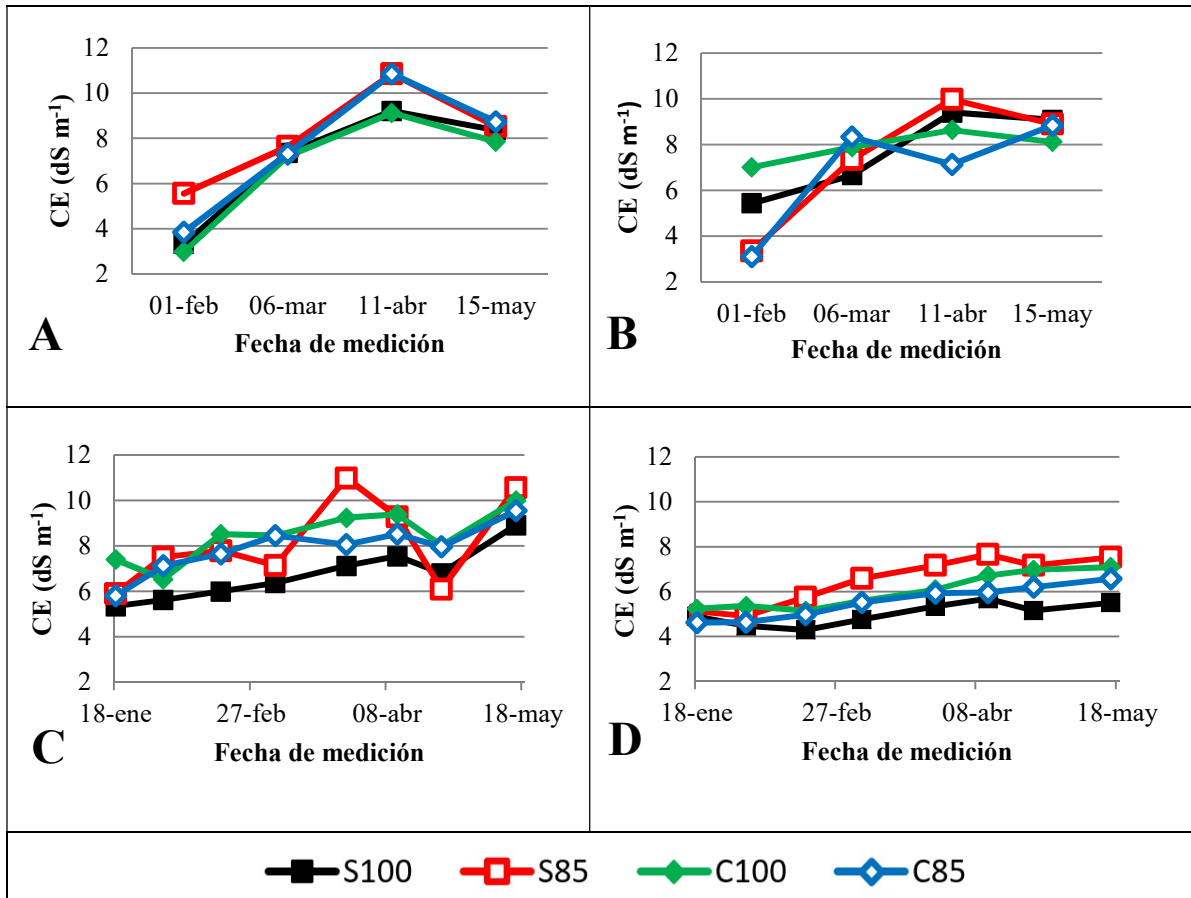 12
10
8
6
4
2
CE (dS m⁻¹)
01-feb 06-mar 11-abr 15-may
Fecha de medición
A
12
10
8
6
4
2
CE (dS m⁻¹)
01-feb 06-mar 11-abr 15-may
Fecha de medición
B
12
10
8
6
4
2
CE (dS m⁻¹)
18-ene 27-feb 08-abr 18-may
Fecha de medición
C
12
10
8
6
4
2
CE (dS m⁻¹)
18-ene 27-feb 08-abr 18-may
Fecha de medición
D
S100 S85 C100 C85